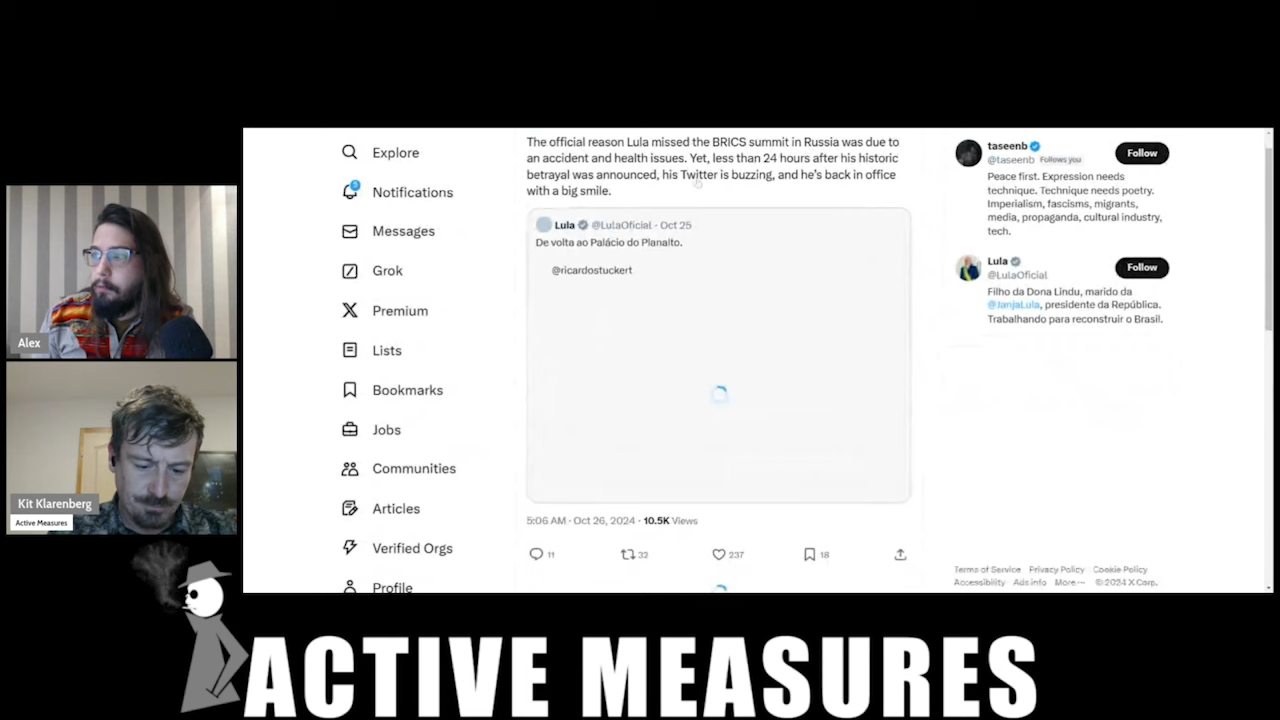 Alex
Kit Klarenberg
Active Measures
Explore
3
Notifications
Messages
Grok
Premium
Lists
Bookmarks
Jobs
Communities
Articles
Verified Orgs
Profile
The official reason Lula missed the BRICS summit in Russia was due to
an accident and health issues. Yet, less than 24 hours after his historic
betrayal was announced, his Twitter is buzzing, and he's back in office
with a big smile.
Lula @LulaOficial · Oct 25
De volta ao Palácio do Planalto.
@ricardostuckert
5:06 AM · Oct 26, 2024 · 10.5K Views
11 32 237 18
taseenb
@taseenb Follows you
Follow
Peace first. Expression needs
technique. Technique needs poetry.
Imperialism, fascisms, migrants,
media, propaganda, cultural industry,
tech.
Lula
@LulaOficial
Follow
Filho da Dona Lindu, marido da
@JanjaLula, presidente da República.
Trabalhando para reconstruir o Brasil.
Terms of Service Privacy Policy Cookie Policy
Accessibility Ads info More ··· © 2024 X Corp.
ACTIVE MEASURES